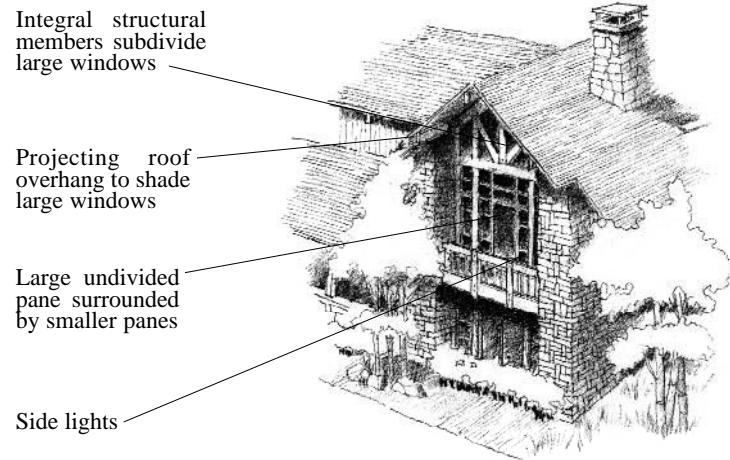 Integral structural
members subdivide
large windows
Projecting roof
overhang to shade
large windows
Large undivided
pane surrounded
by smaller panes
Side lights